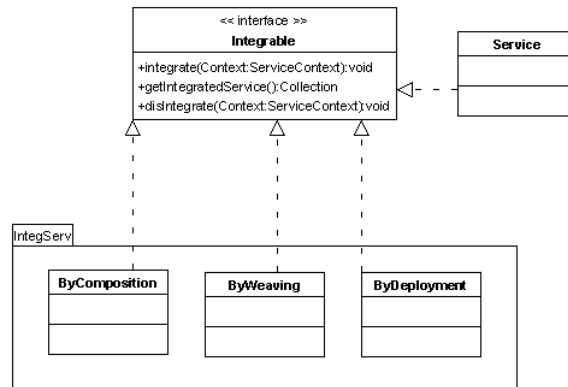 << interface >>
Integrable
+integrate(Context:ServiceContext):void
+getIntegratedService():Collection
+disIntegrate(Context:ServiceContext):void
Service
IntegServ
ByComposition
ByWeaving
ByDeployment